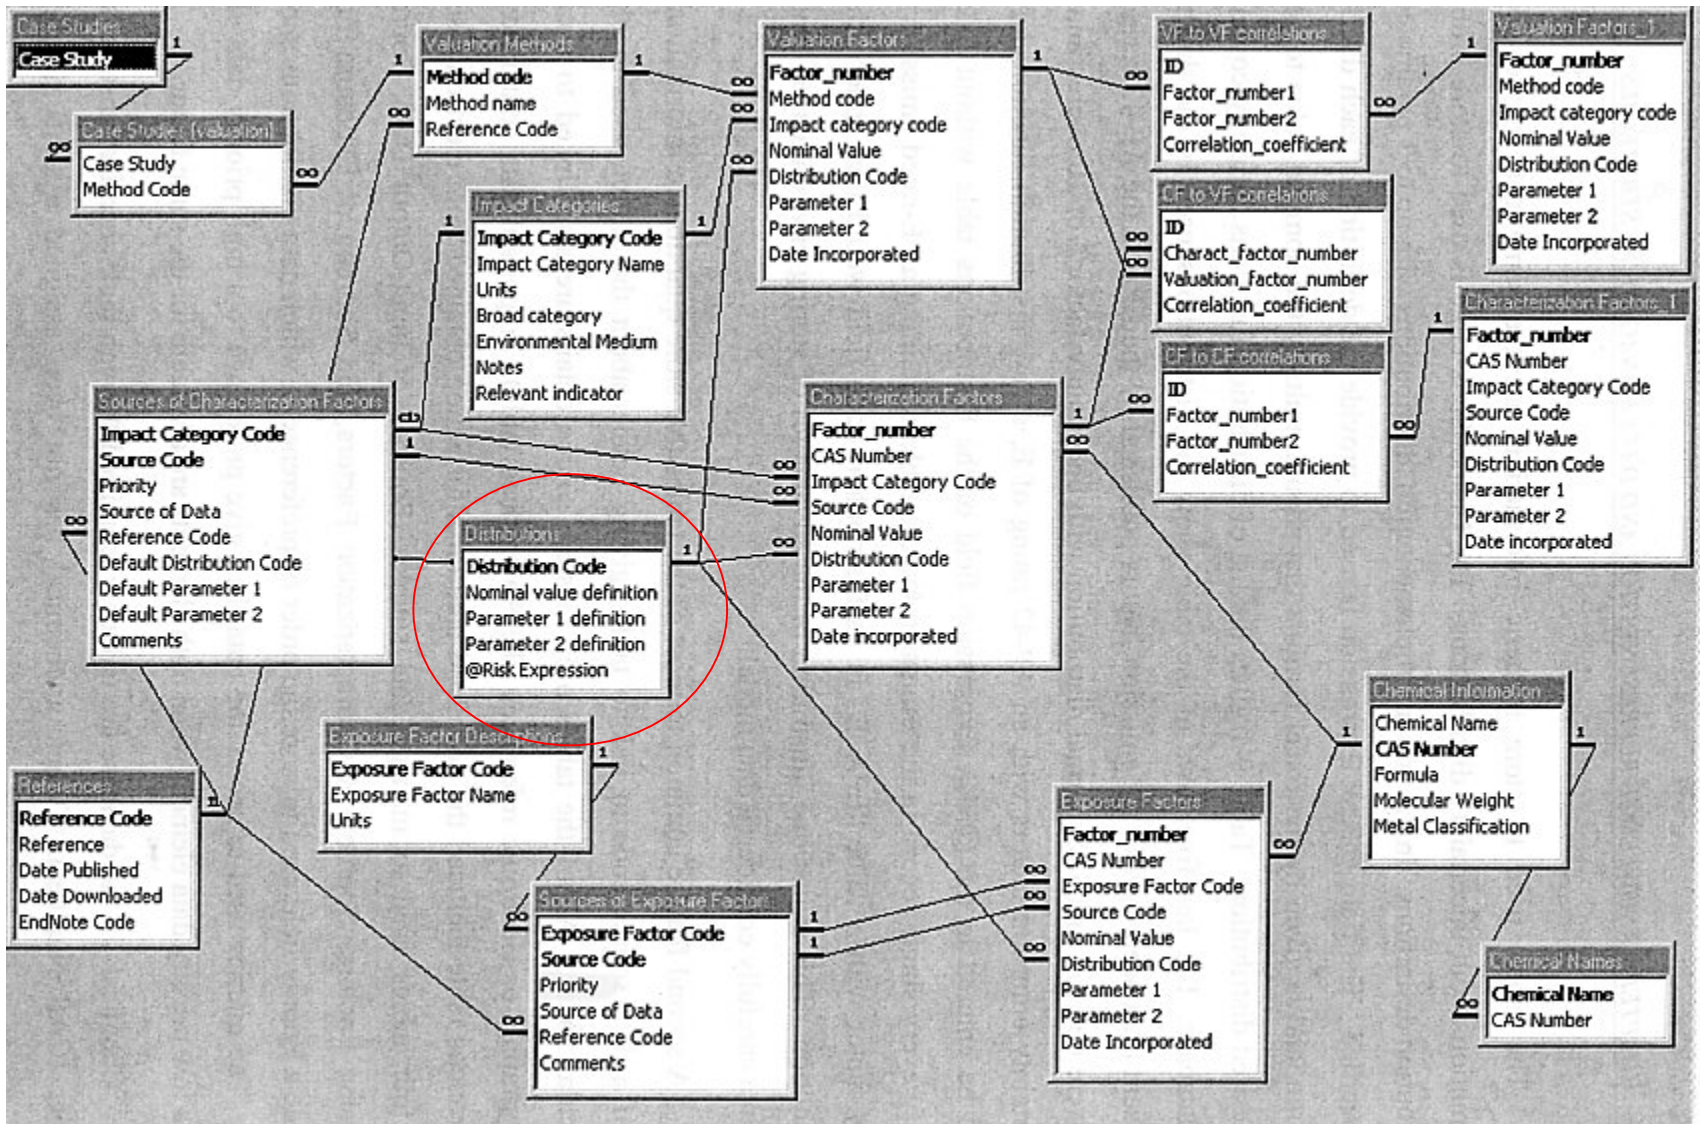 Case Studies
Case Study
Case Studies (valuation)
Case Study
Method Code
Valuation Methods
Method code
Method name
Reference Code
Impact Categories
Impact Category Code
Impact Category Name
Units
Broad category
Environmental Medium
Notes
Relevant indicator
Valuation Factors
Factor_number
Method code
Impact category code
Nominal Value
Distribution Code
Parameter 1
Parameter 2
Date Incorporated
VF to VF correlations
ID
Factor_number1
Factor_number2
Correlation_coefficient
Valuation Factors_1
Factor_number
Method code
Impact category code
Nominal Value
Distribution Code
Parameter 1
Parameter 2
Date Incorporated
CF to VF correlations
ID
Charact_factor_number
Valuation_factor_number
Correlation_coefficient
CF to CF correlations
ID
Factor_number1
Factor_number2
Correlation_coefficient
Characterization Factors_1
Factor_number
CAS Number
Impact Category Code
Source Code
Nominal Value
Distribution Code
Parameter 1
Parameter 2
Date incorporated
Sources of Characterization Factors
Impact Category Code
Source Code
Priority
Source of Data
Reference Code
Default Distribution Code
Default Parameter 1
Default Parameter 2
Comments
Distributions
Distribution Code
Nominal value definition
Parameter 1 definition
Parameter 2 definition
@Risk Expression
Characterization Factors
Factor_number
CAS Number
Impact Category Code
Source Code
Nominal Value
Distribution Code
Parameter 1
Parameter 2
Date incorporated
References
Reference Code
Reference
Date Published
Date Downloaded
EndNote Code
Exposure Factor Descriptions
Exposure Factor Code
Exposure Factor Name
Units
Sources of Exposure Factors
Exposure Factor Code
Source Code
Priority
Source of Data
Reference Code
Comments
Exposure Factors
Factor_number
CAS Number
Exposure Factor Code
Source Code
Nominal Value
Distribution Code
Parameter 1
Parameter 2
Date Incorporated
Chemical Information
Chemical Name
CAS Number
Formula
Molecular Weight
Metal Classification
Chemical Names
Chemical Name
CAS Number